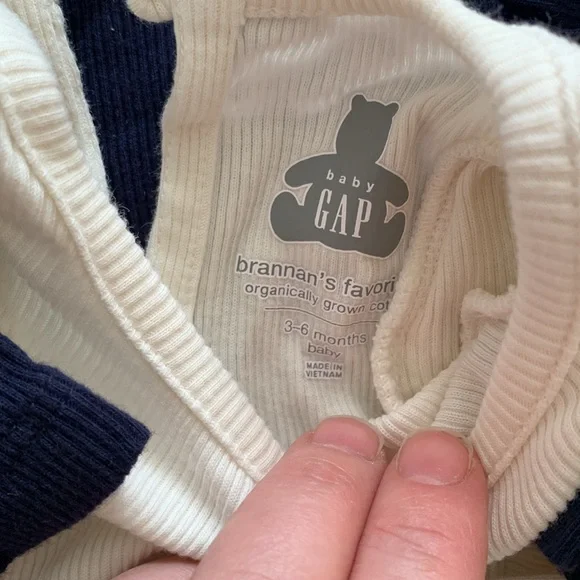 baby
GAP
brannan's favori
organically grown cot
3-6 months
baby
MADE IN
VIETNAM